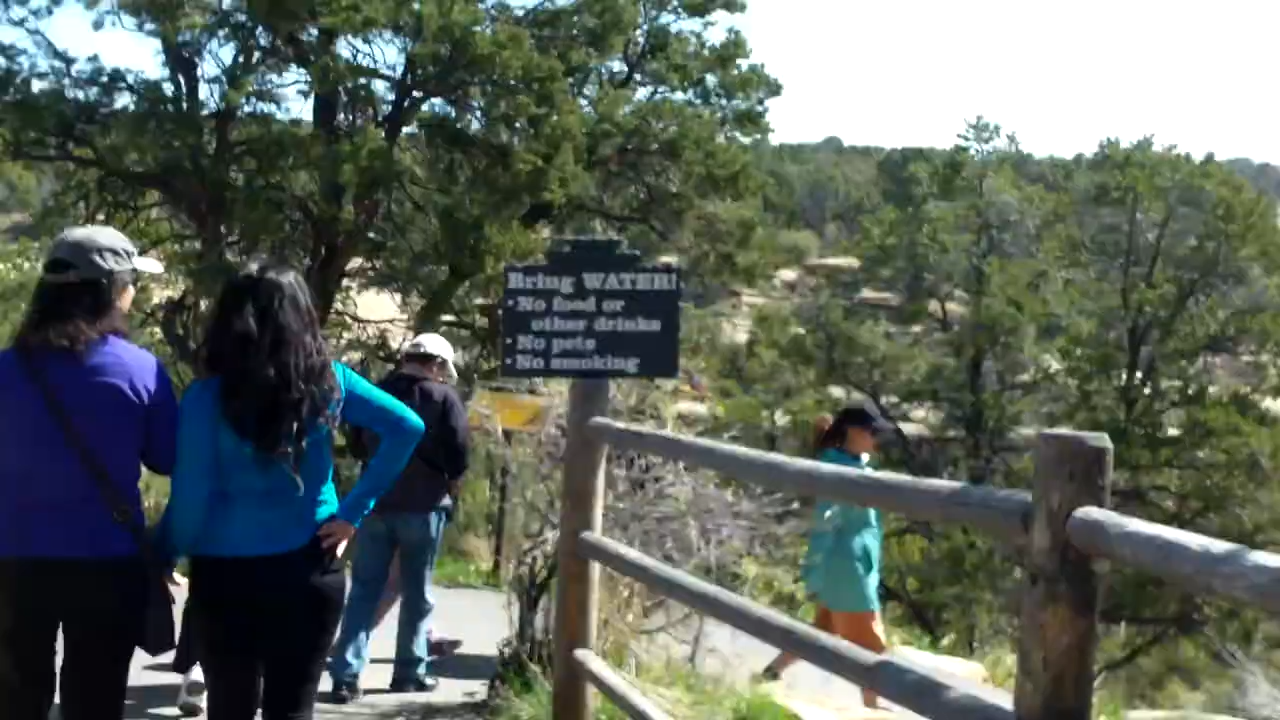 Bring WATER!
• No food or
other drinks
• No pets
• No smoking